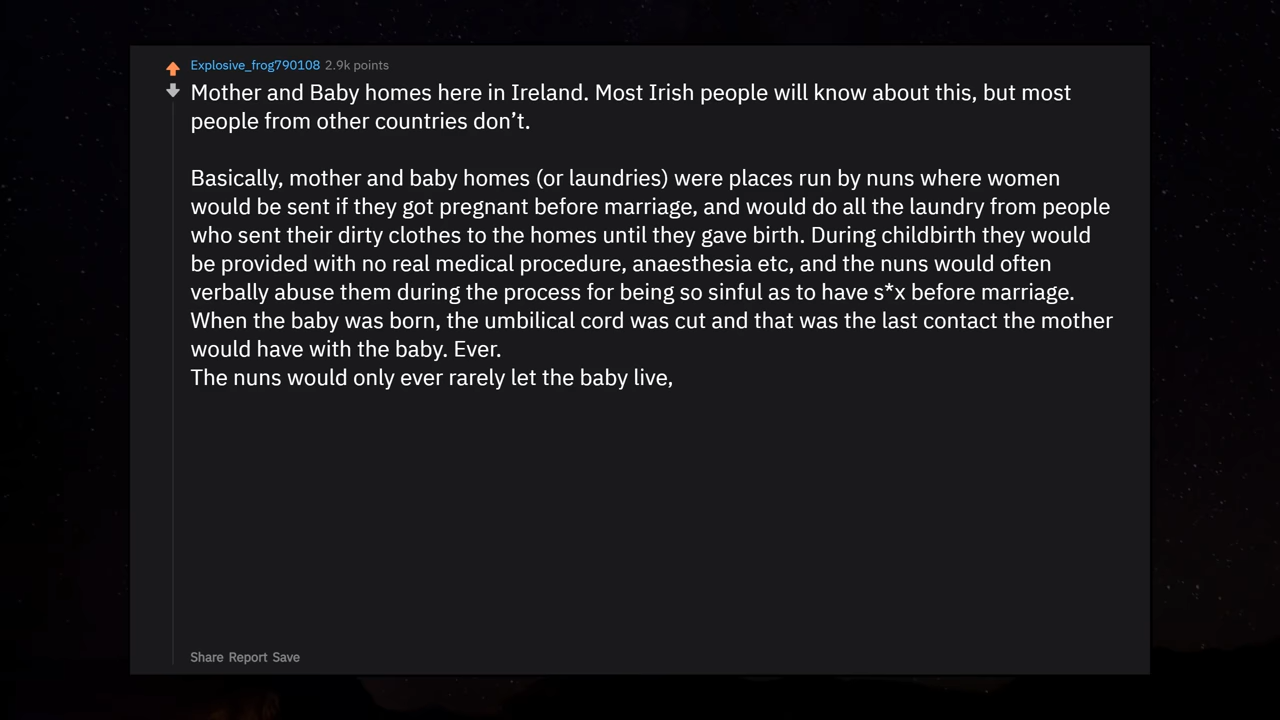 Explosive_frog790108 2.9k points
Mother and Baby homes here in Ireland. Most Irish people will know about this, but most
people from other countries don’t.
Basically, mother and baby homes (or laundries) were places run by nuns where women
would be sent if they got pregnant before marriage, and would do all the laundry from people
who sent their dirty clothes to the homes until they gave birth. During childbirth they would
be provided with no real medical procedure, anaesthesia etc, and the nuns would often
verbally abuse them during the process for being so sinful as to have s*x before marriage.
When the baby was born, the umbilical cord was cut and that was the last contact the mother
would have with the baby. Ever.
The nuns would only ever rarely let the baby live,
Share Report Save